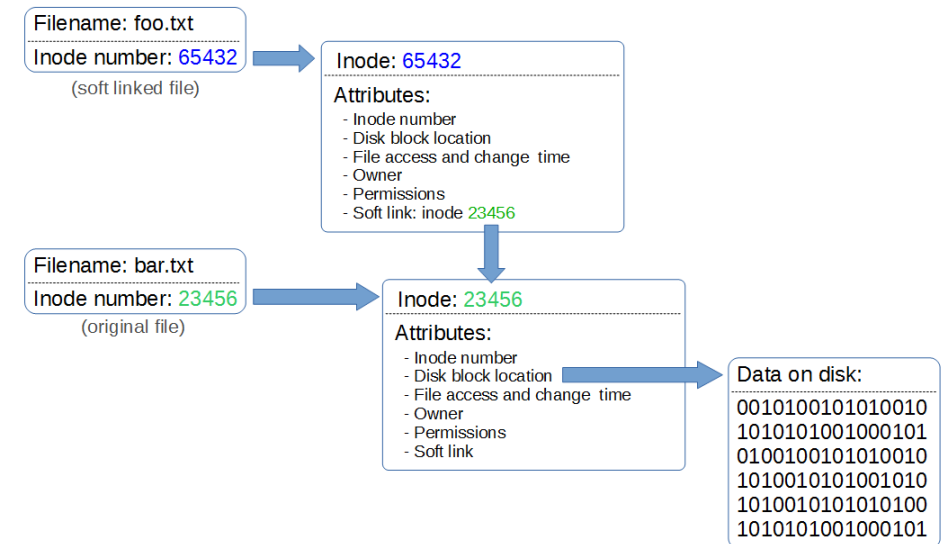 Filename: foo.txt
Inode number: 65432
(soft linked file)
Inode: 65432
Attributes:
- Inode number
- Disk block location
- File access and change time
- Owner
- Permissions
- Soft link: inode 23456
Filename: bar.txt
Inode number: 23456
(original file)
Inode: 23456
Attributes:
- Inode number
- Disk block location
- File access and change time
- Owner
- Permissions
- Soft link
Data on disk:
0010100101010010
1010101001000101
0100100101010010
1010010101001010
1010010101010100
1010101001000101